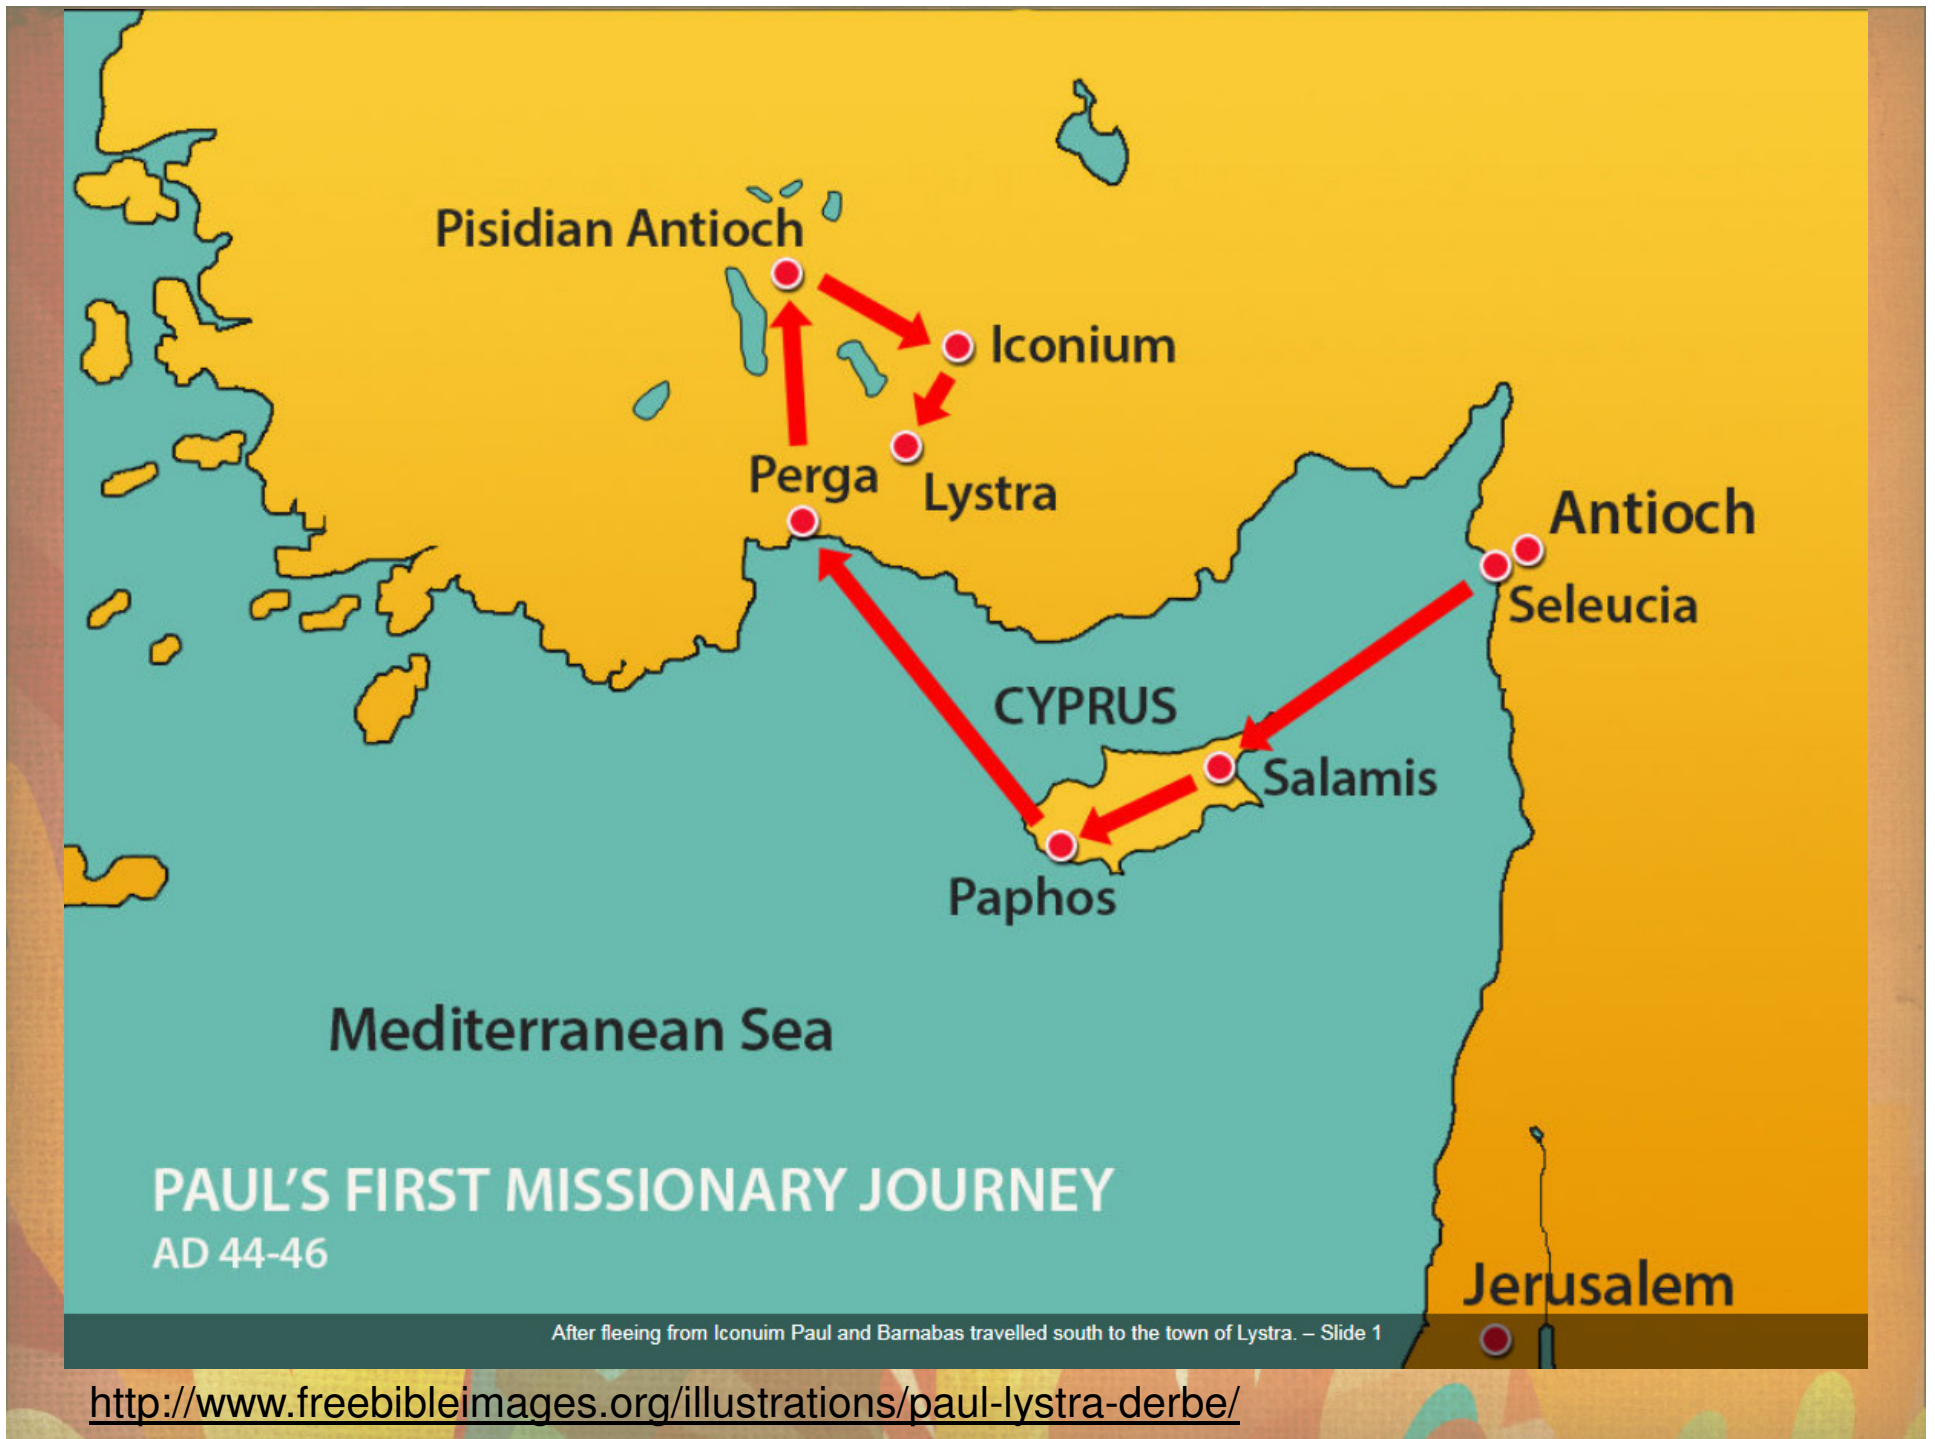 Pisidian Antioch
Iconium
Perga
Lystra
Antioch
Seleucia
CYPRUS
Salamis
Paphos
Mediterranean Sea
PAUL'S FIRST MISSIONARY JOURNEY
AD 44-46
Jerusalem
After fleeing from Iconuim Paul and Barnabas travelled south to the town of Lystra. – Slide 1
http://www.freebibleimages.org/illustrations/paul-lystra-derbe/